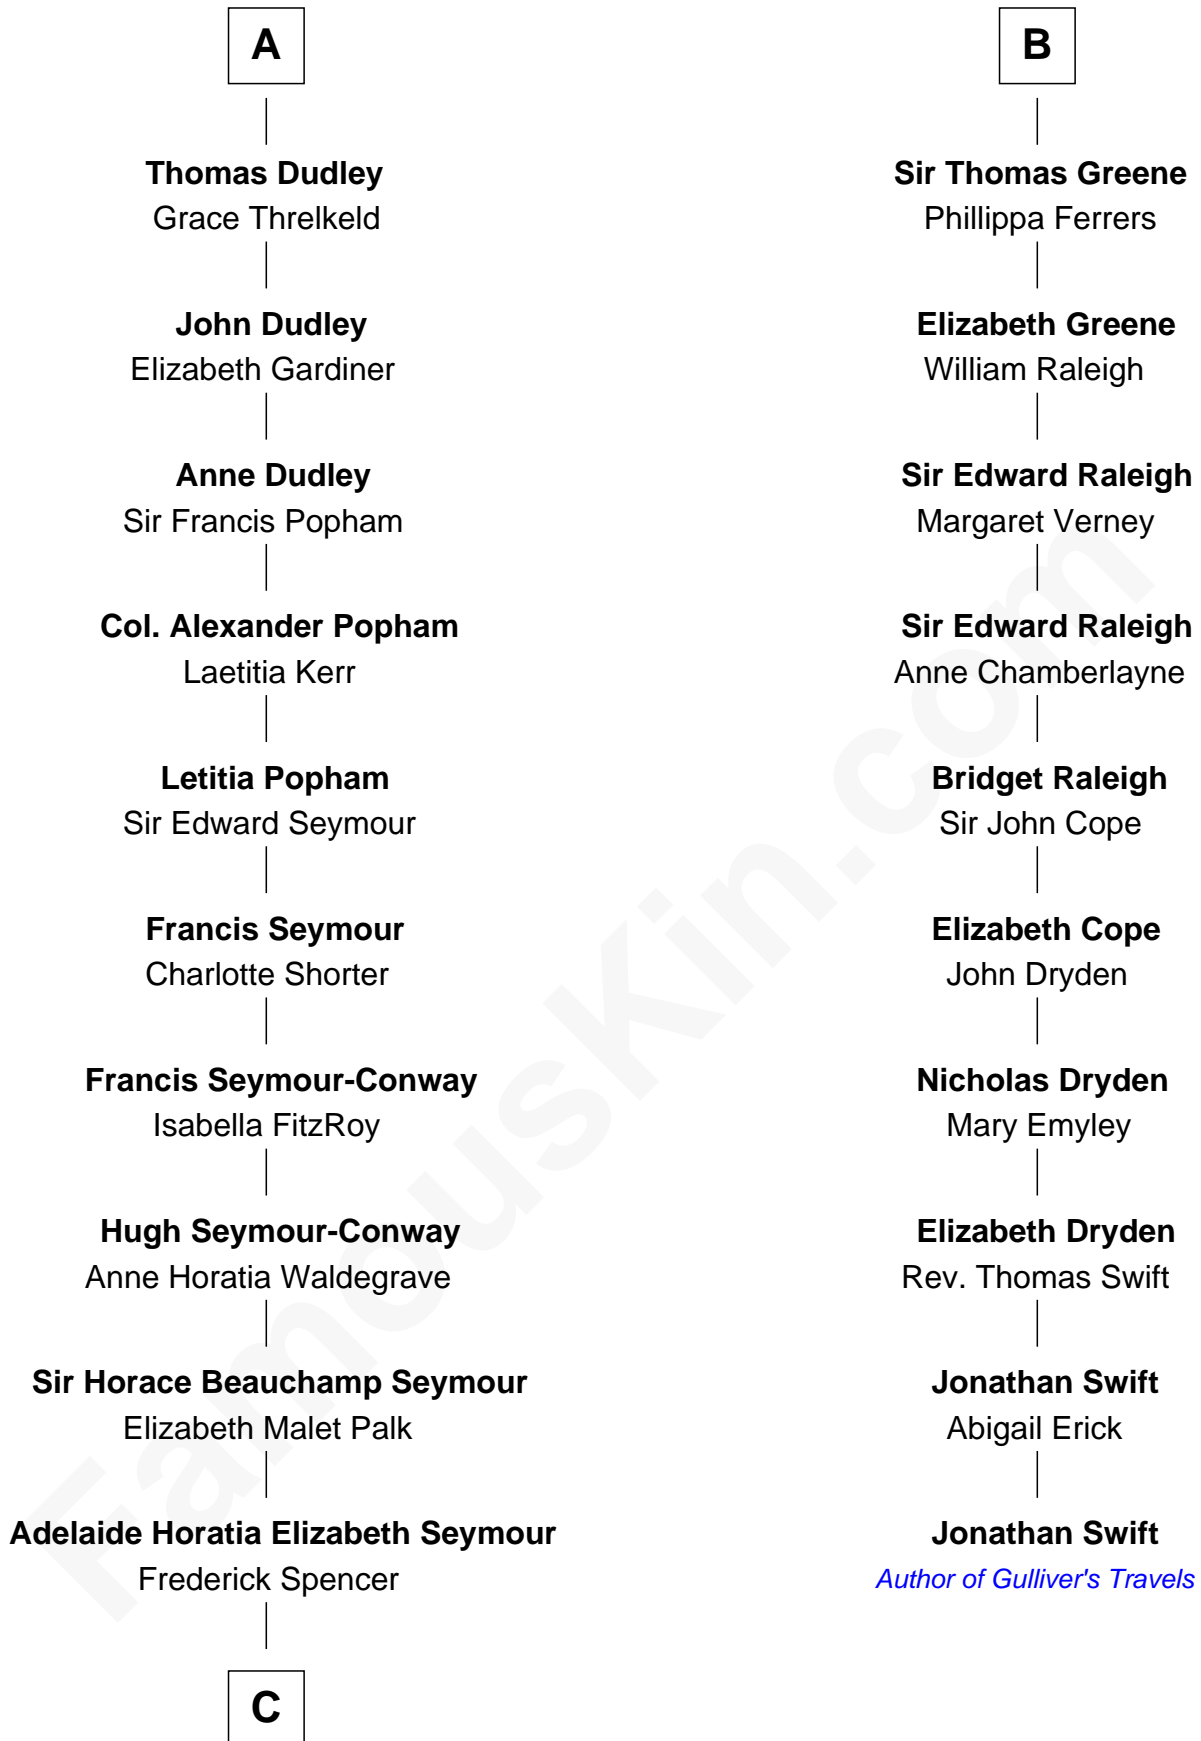 A
Thomas Dudley
Grace Threlkeld
John Dudley
Elizabeth Gardiner
Anne Dudley
Sir Francis Popham
Col. Alexander Popham
Laetitia Kerr
Letitia Popham
Sir Edward Seymour
Francis Seymour
Charlotte Shorter
Francis Seymour-Conway
Isabella FitzRoy
Hugh Seymour-Conway
Anne Horatia Waldegrave
Sir Horace Beauchamp Seymour
Elizabeth Malet Palk
Adelaide Horatia Elizabeth Seymour
Frederick Spencer
C
B
Sir Thomas Greene
Phillippa Ferrers
Elizabeth Greene
William Raleigh
Sir Edward Raleigh
Margaret Verney
Sir Edward Raleigh
Anne Chamberlayne
Bridget Raleigh
Sir John Cope
Elizabeth Cope
John Dryden
Nicholas Dryden
Mary Emyley
Elizabeth Dryden
Rev. Thomas Swift
Jonathan Swift
Abigail Erick
Jonathan Swift
Author of Gulliver's Travels
FamousKin.com